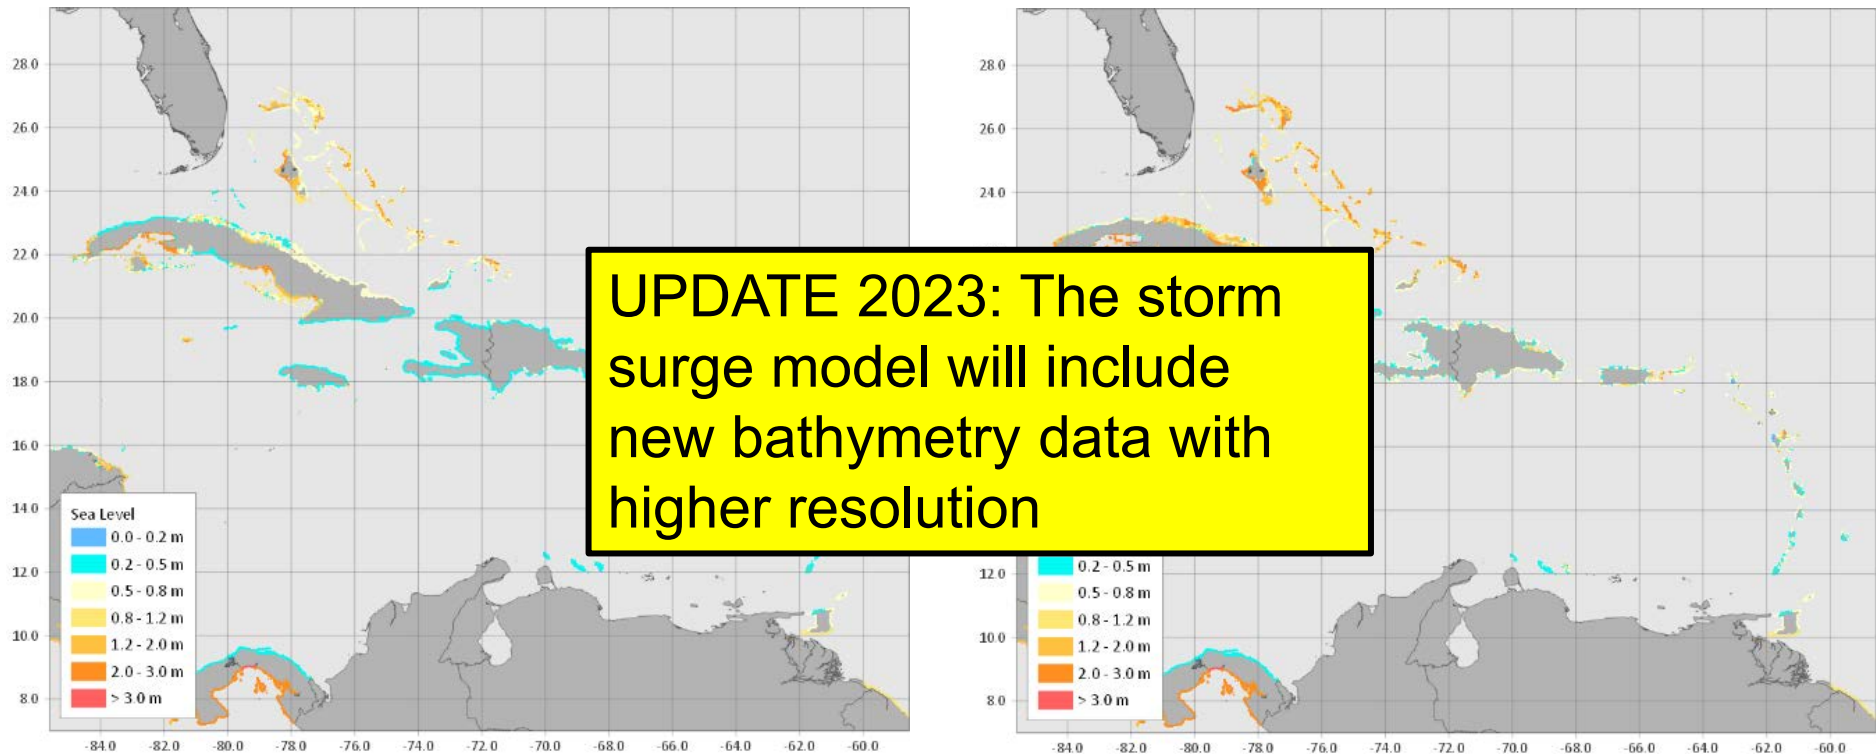 28.0
26.0
24.0
22.0
20.0
18.0
16.0
14.0
12.0
10.0
8.0
Sea Level
0.0 - 0.2 m
0.2 - 0.5 m
0.5 - 0.8 m
0.8 - 1.2 m
1.2 - 2.0 m
2.0 - 3.0 m
> 3.0 m
-84.0 -82.0 -80.0 -78.0 -76.0 -74.0 -72.0 -70.0 -68.0 -66.0 -64.0 -62.0 -60.0
UPDATE 2023: The storm
surge model will include
new bathymetry data with
higher resolution
28.0
26.0
24.0
12.0
10.0
8.0
0.2 - 0.5 m
0.5 - 0.8 m
0.8 - 1.2 m
1.2 - 2.0 m
2.0 - 3.0 m
> 3.0 m
-84.0 -82.0 -80.0 -78.0 -76.0 -74.0 -72.0 -70.0 -68.0 -66.0 -64.0 -62.0 -60.0